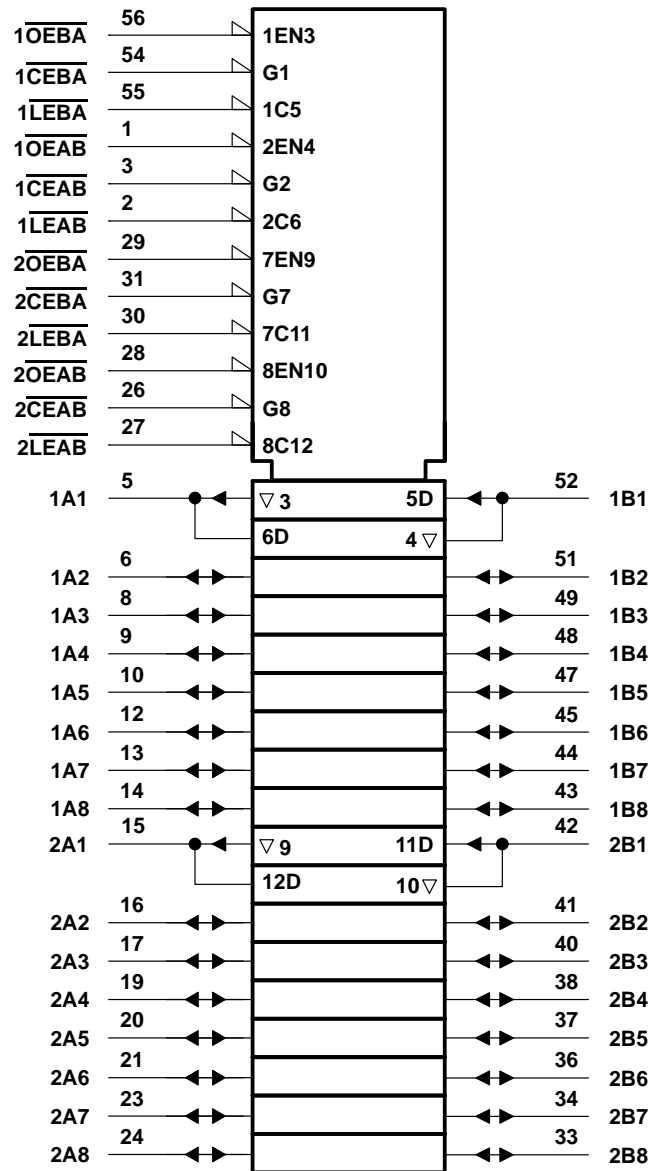 1OEBA 56 1EN3
1CEBA 54 G1
1LEBA 55 1C5
1OEAB 1 2EN4
1CEAB 3 G2
1LEAB 2 2C6
2OEBA 29 7EN9
2CEBA 31 G7
2LEBA 30 7C11
2OEAB 28 8EN10
2CEAB 26 G8
2LEAB 27 8C12
1A1 5 ▽ 3 5D 52 1B1
6D 4 ▽
1A2 6 51 1B2
1A3 8 49 1B3
1A4 9 48 1B4
1A5 10 47 1B5
1A6 12 45 1B6
1A7 13 44 1B7
1A8 14 43 1B8
2A1 15 ▽ 9 11D 42 2B1
12D 10 ▽
2A2 16 41 2B2
2A3 17 40 2B3
2A4 19 38 2B4
2A5 20 37 2B5
2A6 21 36 2B6
2A7 23 34 2B7
2A8 24 33 2B8